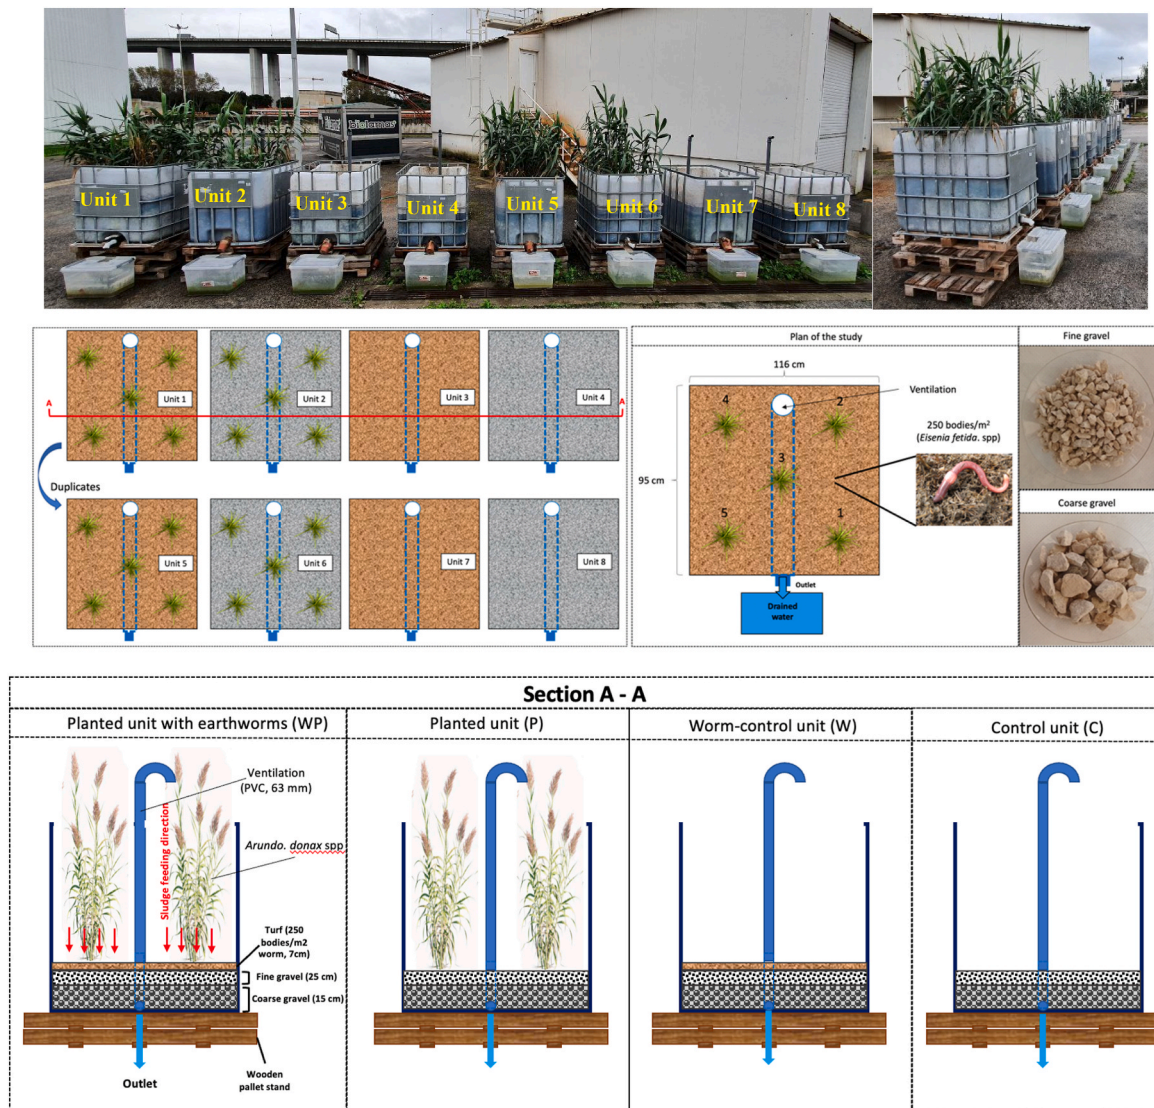 biolamas
Unit 1
Unit 2
Unit 3
Unit 4
Unit 5
Unit 6
Unit 7
Unit 8
A
A
Unit 1
Unit 2
Unit 3
Unit 4
Duplicates
Unit 5
Unit 6
Unit 7
Unit 8
Plan of the study
116 cm
95 cm
Ventilation
4
2
3
5
1
250 bodies/m²
(Eisenia fetida. spp)
Outlet
Drained
water
Fine gravel
Coarse gravel
Section A - A
Planted unit with earthworms (WP)
Planted unit (P)
Worm-control unit (W)
Control unit (C)
Ventilation
(PVC, 63 mm)
Sludge feeding direction
Arundo. donax spp
Turf (250
bodies/m2
worm, 7cm)
Fine gravel (25 cm)
Coarse gravel (15 cm)
Outlet
Wooden
pallet stand